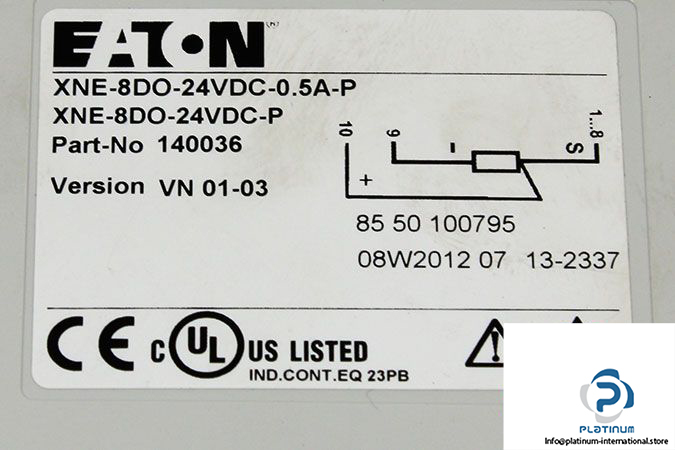 EATON
XNE-8DO-24VDC-0.5A-P
XNE-8DO-24VDC-P
Part-No 140036
Version VN 01-03
10
9
-
1...8
S
+
85 50 100795
08W2012 07 13-2337
CE
C UL US LISTED
IND.CONT.EQ 23PB
PLATINUM
Info@platinum-international.store